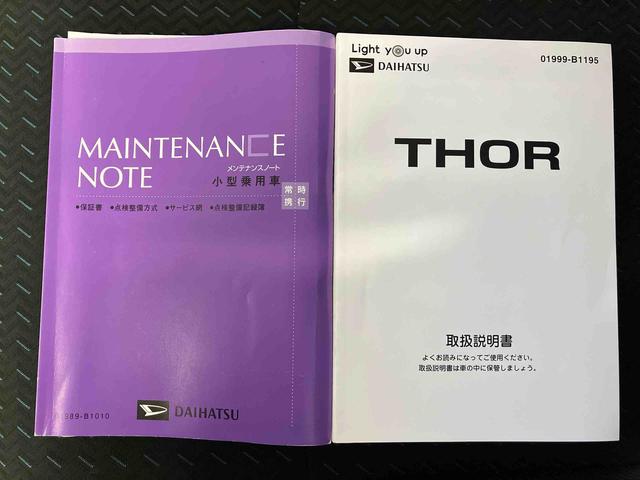 MAINTENANCE
NOTE
メンテナンスノート
小型乗用車
常時
携行
●保証書 ●点検整備方式 ●サービス網 ●点検整備記録簿
01989-B1010
DAIHATSU
Light you up
DAIHATSU
01999-B1195
THOR
取扱説明書
よくお読みになってご使用ください。
取扱説明書は車の中に保管しましょう。